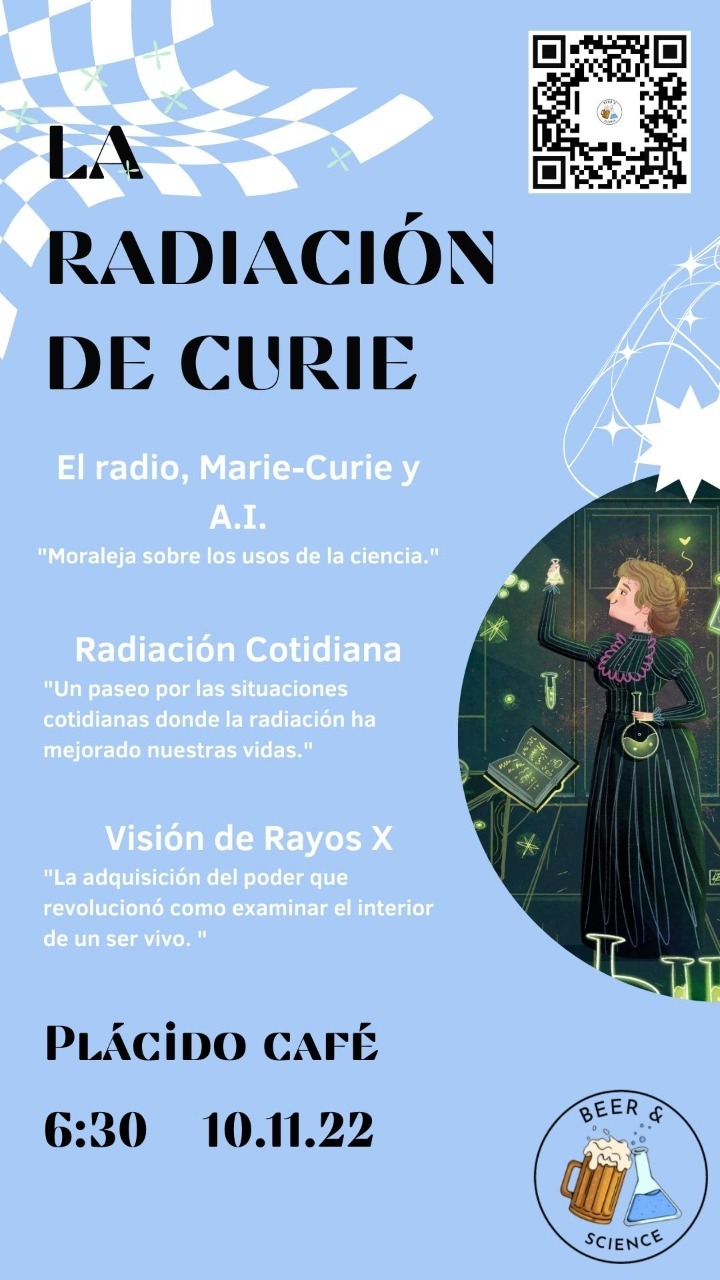 LA
RADIACIÓN
DE CURIE
El radio, Marie-Curie y
A.I.
"Moraleja sobre los usos de la ciencia."
Radiación Cotidiana
"Un paseo por las situaciones
cotidianas donde la radiación ha
mejorado nuestras vidas."
Visión de Rayos X
"La adquisición del poder que
revolucionó como examinar el interior
de un ser vivo. "
PLÁCIDO CAFÉ
6:30 10.11.22
BEER &
SCIENCE